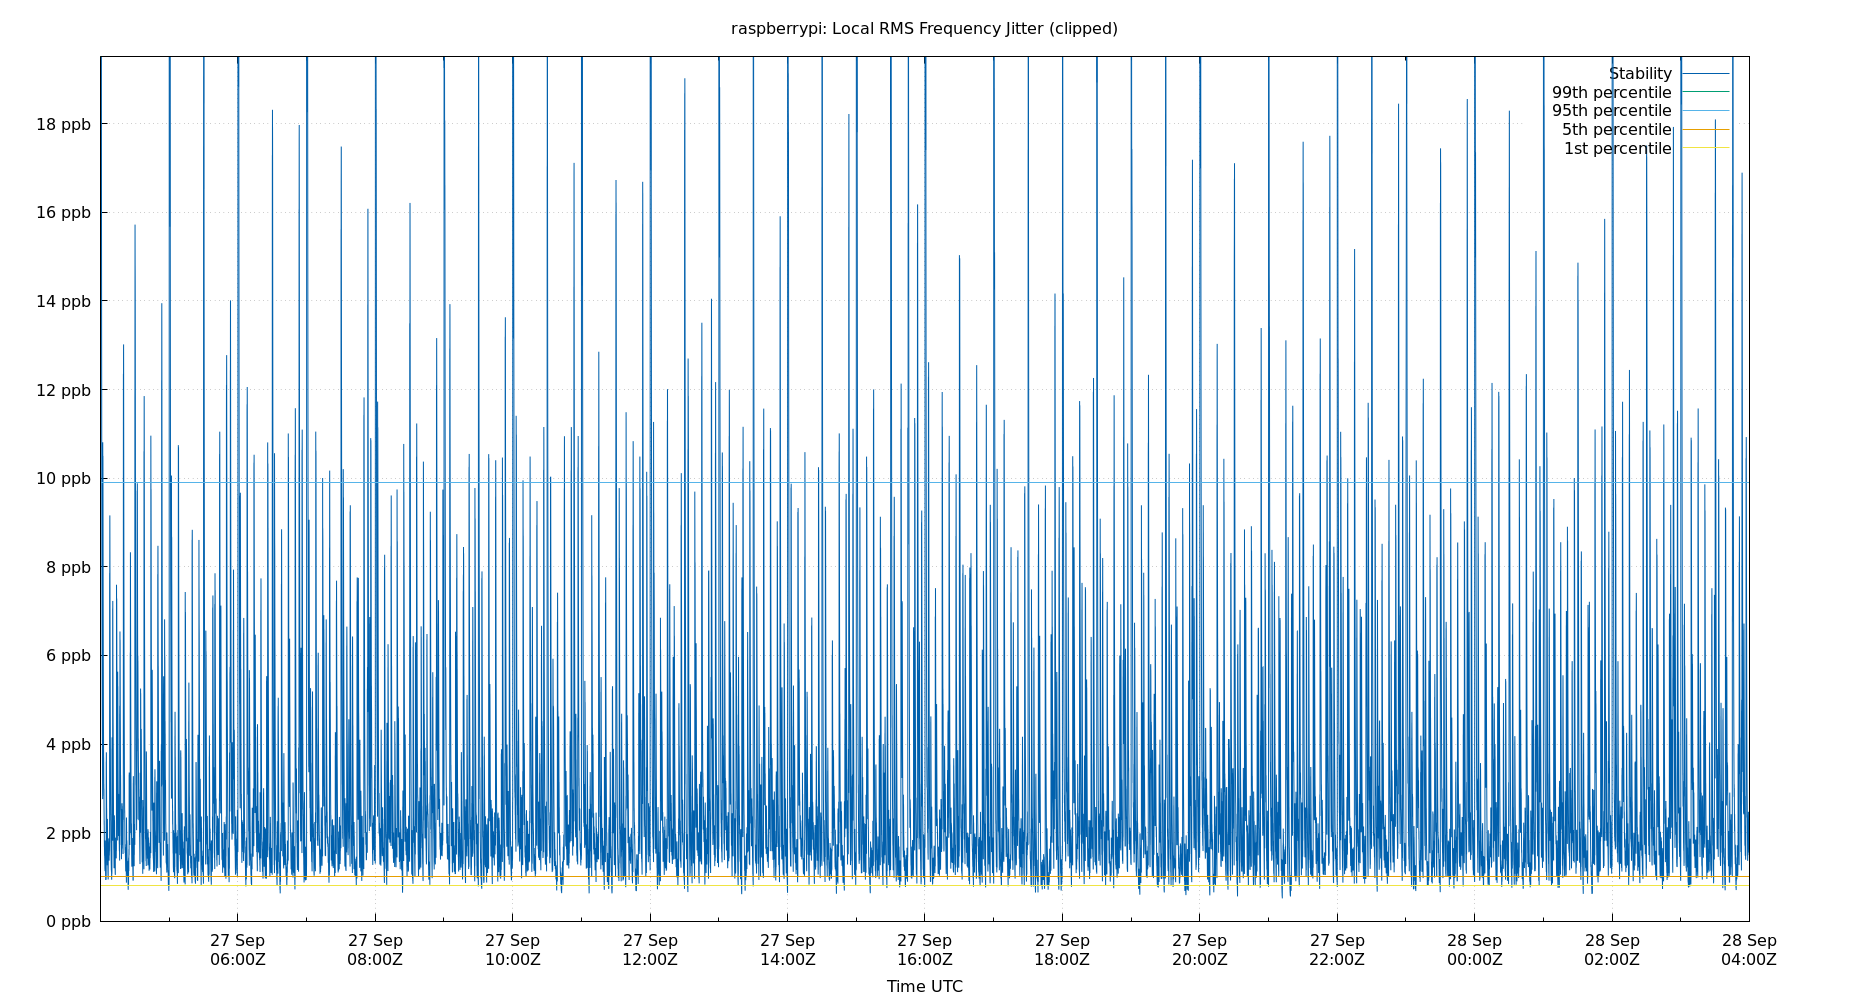 raspberrypi: Local RMS Frequency Jitter (clipped)
Stability
99th percentile
95th percentile
5th percentile
1st percentile
18 ppb
16 ppb
14 ppb
12 ppb
10 ppb
8 ppb
6 ppb
4 ppb
2 ppb
0 ppb
27 Sep 27 Sep 27 Sep 27 Sep 27 Sep 27 Sep 27 Sep 27 Sep 27 Sep 28 Sep 28 Sep 28 Sep
06:00Z 08:00Z 10:00Z 12:00Z 14:00Z 16:00Z 18:00Z 20:00Z 22:00Z 00:00Z 02:00Z 04:00Z
Time UTC